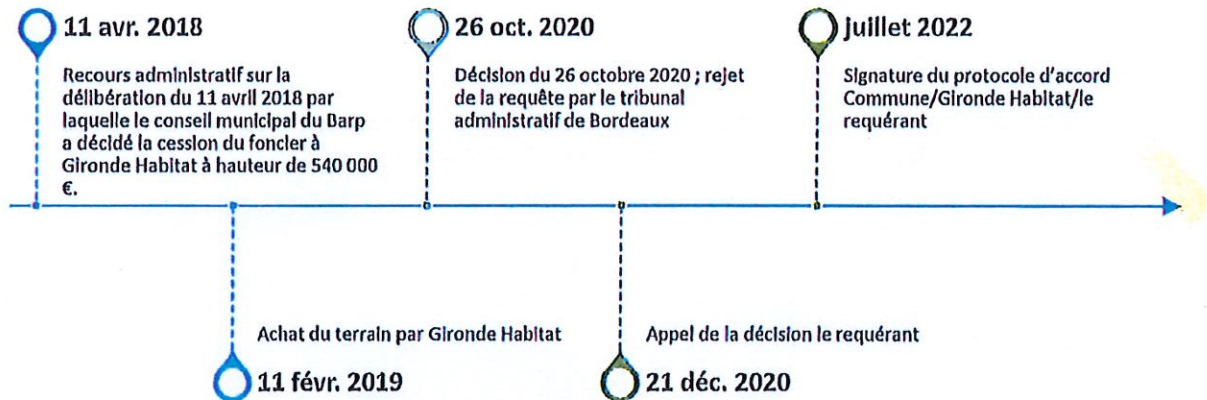 11 avr. 2018
Recours administratif sur la
délibération du 11 avril 2018 par
laquelle le conseil municipal du Barp
a décidé la cession du foncier à
Gironde Habitat à hauteur de 540 000
€.
26 oct. 2020
Décision du 26 octobre 2020 ; rejet
de la requête par le tribunal
administratif de Bordeaux
juillet 2022
Signature du protocole d'accord
Commune/Gironde Habitat/le
requérant
Achat du terrain par Gironde Habitat
11 févr. 2019
Appel de la décision le requérant
21 déc. 2020